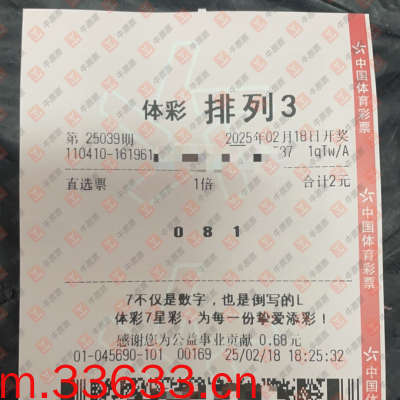 体彩 排列3
第 25039期 2025年02月18日开奖
110410-161961 37 1qTw/A
直选票 1倍 合计2元
0 8 1
7不仅是数字，也是倒写的L
体彩7星彩，为每一份挚爱添彩！
感谢您为公益事业贡献 0.68元
01-045690-101 00169 25/02/18 18:25:32
中国体育彩票
中国体育彩票
中国体育彩票
m.33633.cn